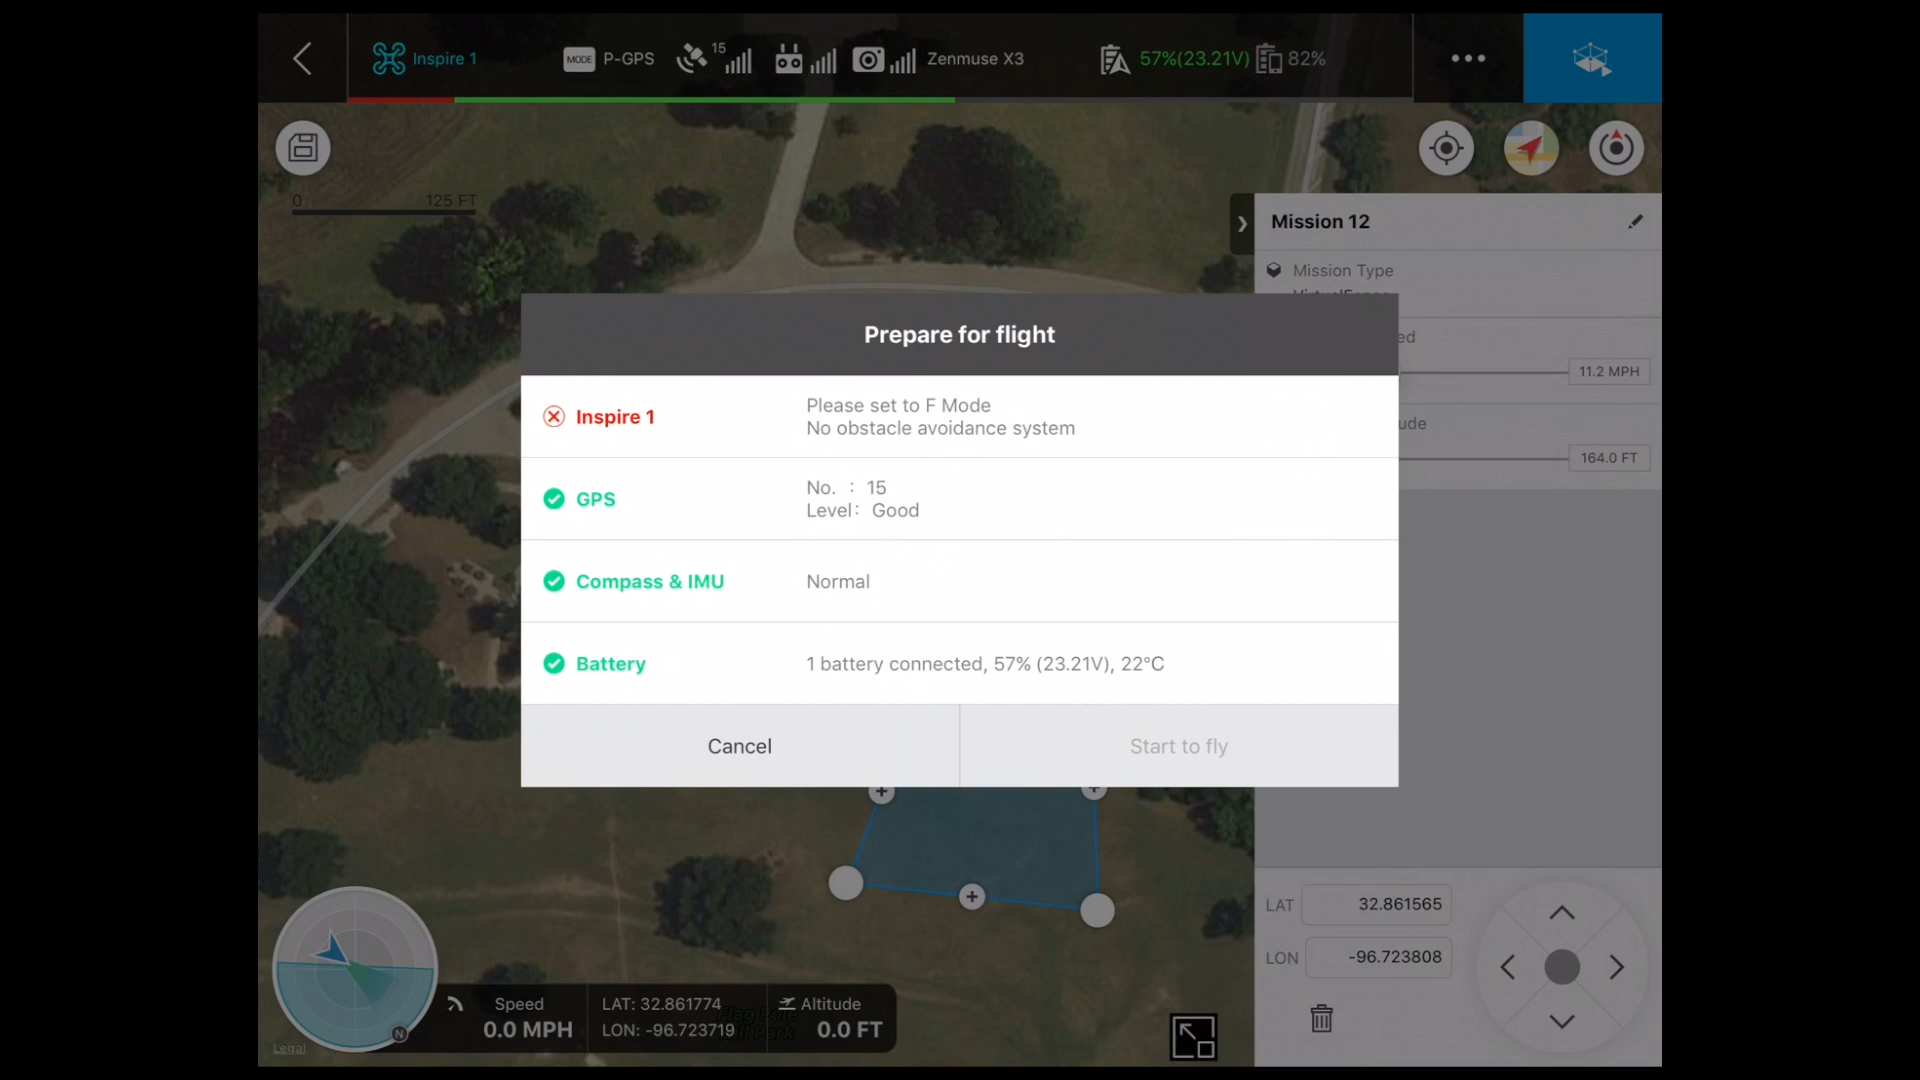 Inspire 1
MODE P-GPS
15
Zenmuse X3
57%(23.21V)
82%
0 125 FT
Mission 12
Mission Type
ed
11.2 MPH
ude
164.0 FT
Prepare for flight
Inspire 1
Please set to F Mode
No obstacle avoidance system
GPS
No. : 15
Level: Good
Compass & IMU
Normal
Battery
1 battery connected, 57% (23.21V), 22°C
Cancel
Start to fly
LAT 32.861565
LON -96.723808
N
Legal
Speed
0.0 MPH
LAT: 32.861774
LON: -96.723719
Altitude
0.0 FT